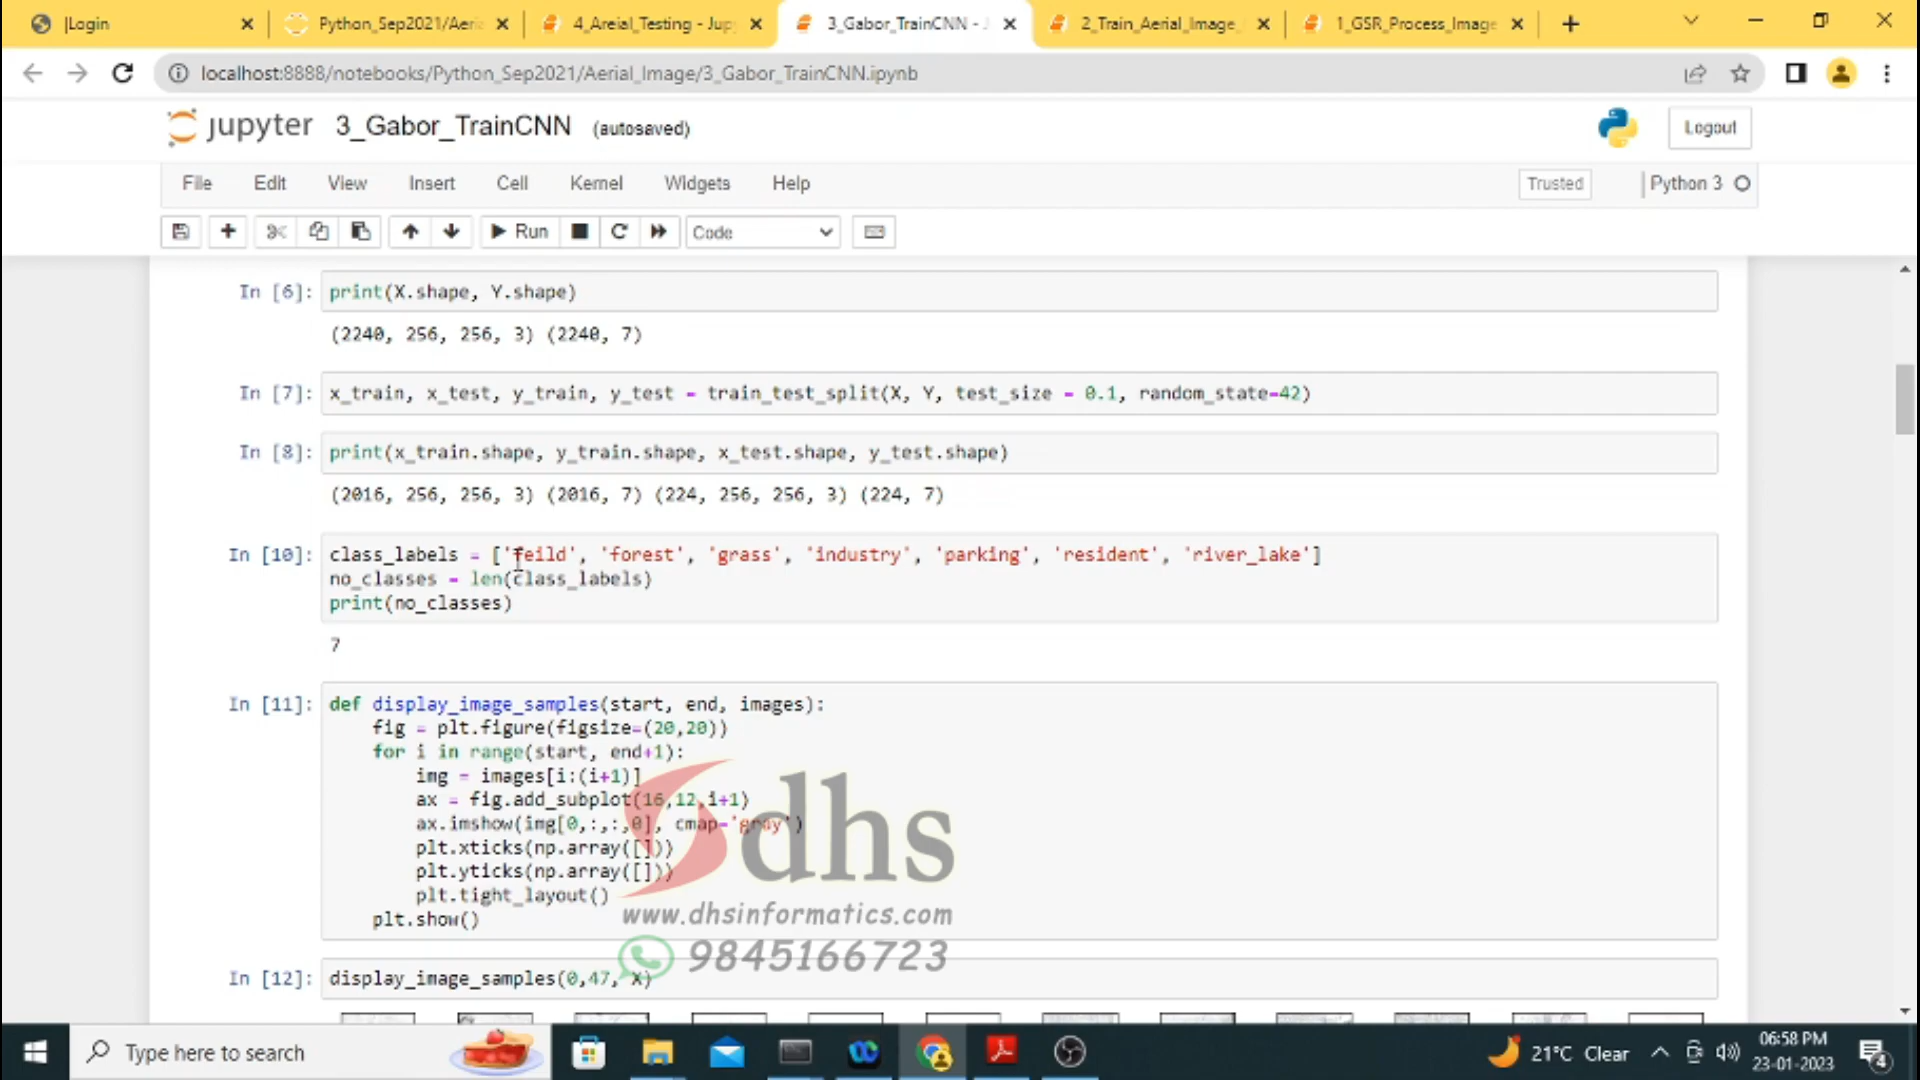 |Login
Python_Sep2021/Aeri
4_Areial_Testing - Jup
3_Gabor_TrainCNN - J
2_Train_Aerial_Image_
1_GSR_Process_Image
localhost:8888/notebooks/Python_Sep2021/Aerial_Image/3_Gabor_TrainCNN.ipynb
jupyter 3_Gabor_TrainCNN (autosaved)
Logout
File Edit View Insert Cell Kernel Widgets Help
Trusted
Python 3
Run
Code
In [6]: print(X.shape, Y.shape)
(2240, 256, 256, 3) (2240, 7)
In [7]: x_train, x_test, y_train, y_test = train_test_split(X, Y, test_size = 0.1, random_state=42)
In [8]: print(x_train.shape, y_train.shape, x_test.shape, y_test.shape)
(2016, 256, 256, 3) (2016, 7) (224, 256, 256, 3) (224, 7)
In [10]: class_labels = ['feild', 'forest', 'grass', 'industry', 'parking', 'resident', 'river_lake']
no_classes = len(class_labels)
print(no_classes)
7
In [11]: def display_image_samples(start, end, images):
fig = plt.figure(figsize=(20,20))
for i in range(start, end+1):
img = images[i:(i+1)]
ax = fig.add_subplot(16,12,i+1)
ax.imshow(img[0,:,:,0], cmap='gray')
plt.xticks(np.array([]))
plt.yticks(np.array([]))
plt.tight_layout()
plt.show()
dhs
www.dhsinformatics.com
9845166723
In [12]: display_image_samples(0,47, X)
Type here to search
21°C Clear
06:58 PM
23-01-2023
4